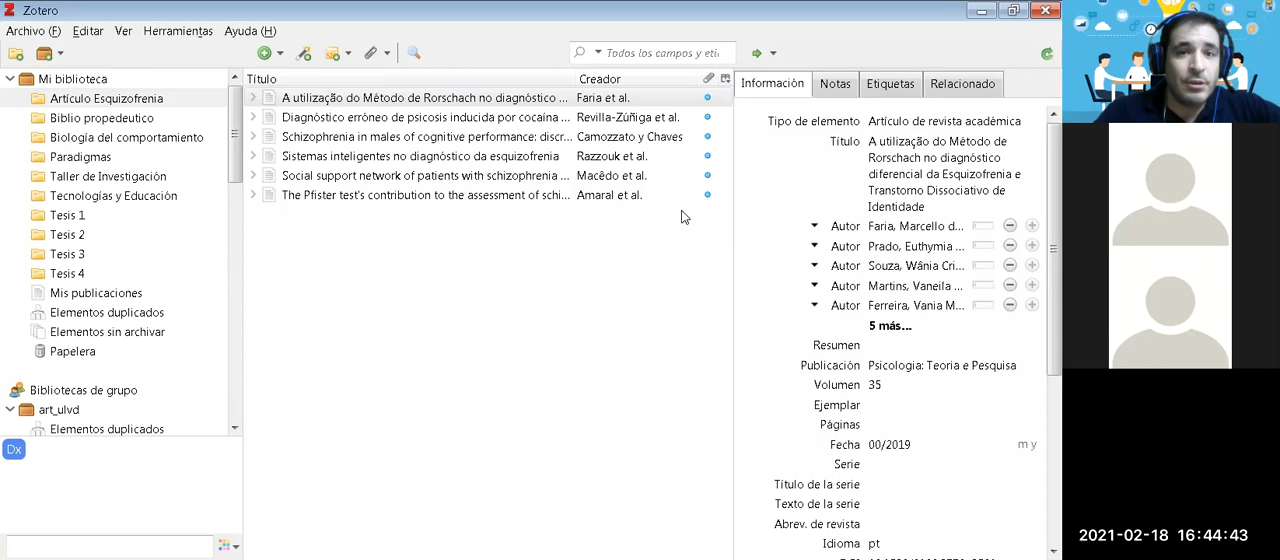 Zotero
Archivo (F) Editar Ver Herramientas Ayuda (H)
Todos los campos y eti
Mi biblioteca
Artículo Esquizofrenia
Biblio propedeutico
Biología del comportamiento
Paradigmas
Taller de Investigación
Tecnologías y Educación
Tesis 1
Tesis 2
Tesis 3
Tesis 4
Mis publicaciones
Elementos duplicados
Elementos sin archivar
Papelera
Bibliotecas de grupo
art_ulvd
Elementos duplicados
Dx
Título Creador
A utilização do Método de Rorschach no diagnóstico ... Faria et al.
Diagnóstico erróneo de psicosis inducida por cocaína ... Revilla-Zúñiga et al.
Schizophrenia in males of cognitive performance: discr... Camozzato y Chaves
Sistemas inteligentes no diagnóstico da esquizofrenia Razzouk et al.
Social support network of patients with schizophrenia ... Macêdo et al.
The Pfister test's contribution to the assessment of schi... Amaral et al.
Información Notas Etiquetas Relacionado
Tipo de elemento Artículo de revista académica
Título A utilização do Método de
Rorschach no diagnóstico
diferencial da Esquizofrenia e
Transtorno Dissociativo de
Identidade
Autor Faria, Marcello d...
Autor Prado, Euthymia ...
Autor Souza, Wânia Cri...
Autor Martins, Vaneila ...
Autor Ferreira, Vania M...
5 más...
Resumen
Publicación Psicologia: Teoria e Pesquisa
Volumen 35
Ejemplar
Páginas
Fecha 00/2019 m y
Serie
Título de la serie
Texto de la serie
Abrev. de revista
Idioma pt
2021-02-18 16:44:43